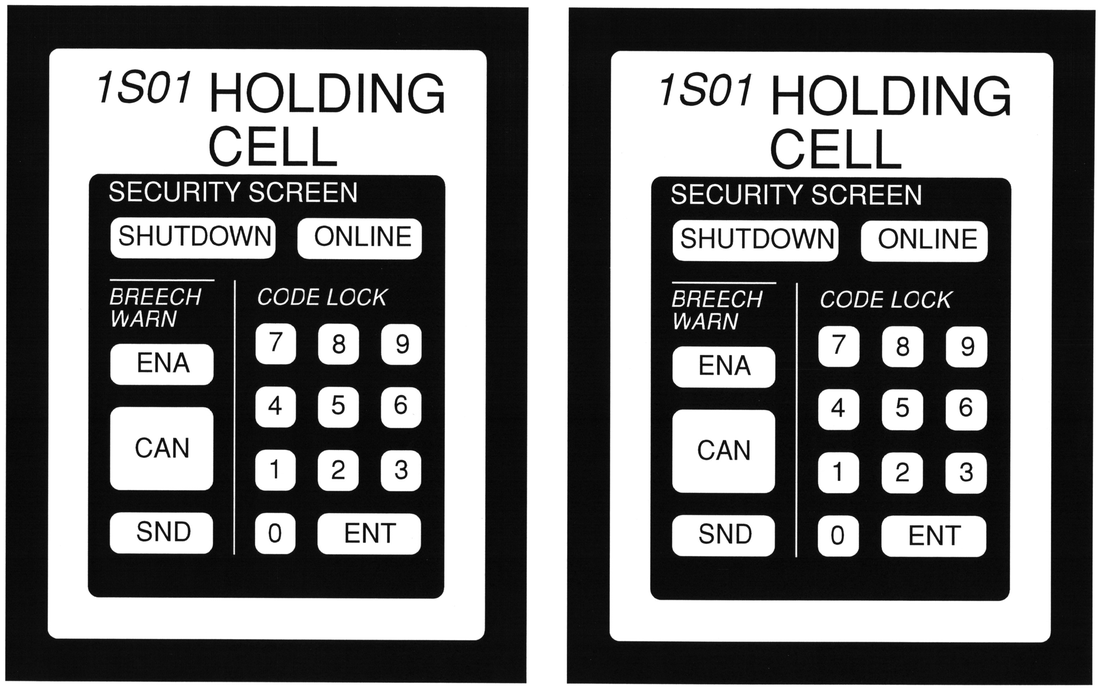 1S01 HOLDING
CELL
SECURITY SCREEN
SHUTDOWN ONLINE
BREECH
WARN
CODE LOCK
7 8 9
ENA
4 5 6
CAN
1 2 3
SND
0 ENT
1S01 HOLDING
CELL
SECURITY SCREEN
SHUTDOWN ONLINE
BREECH
WARN
CODE LOCK
7 8 9
ENA
4 5 6
CAN
1 2 3
SND
0 ENT